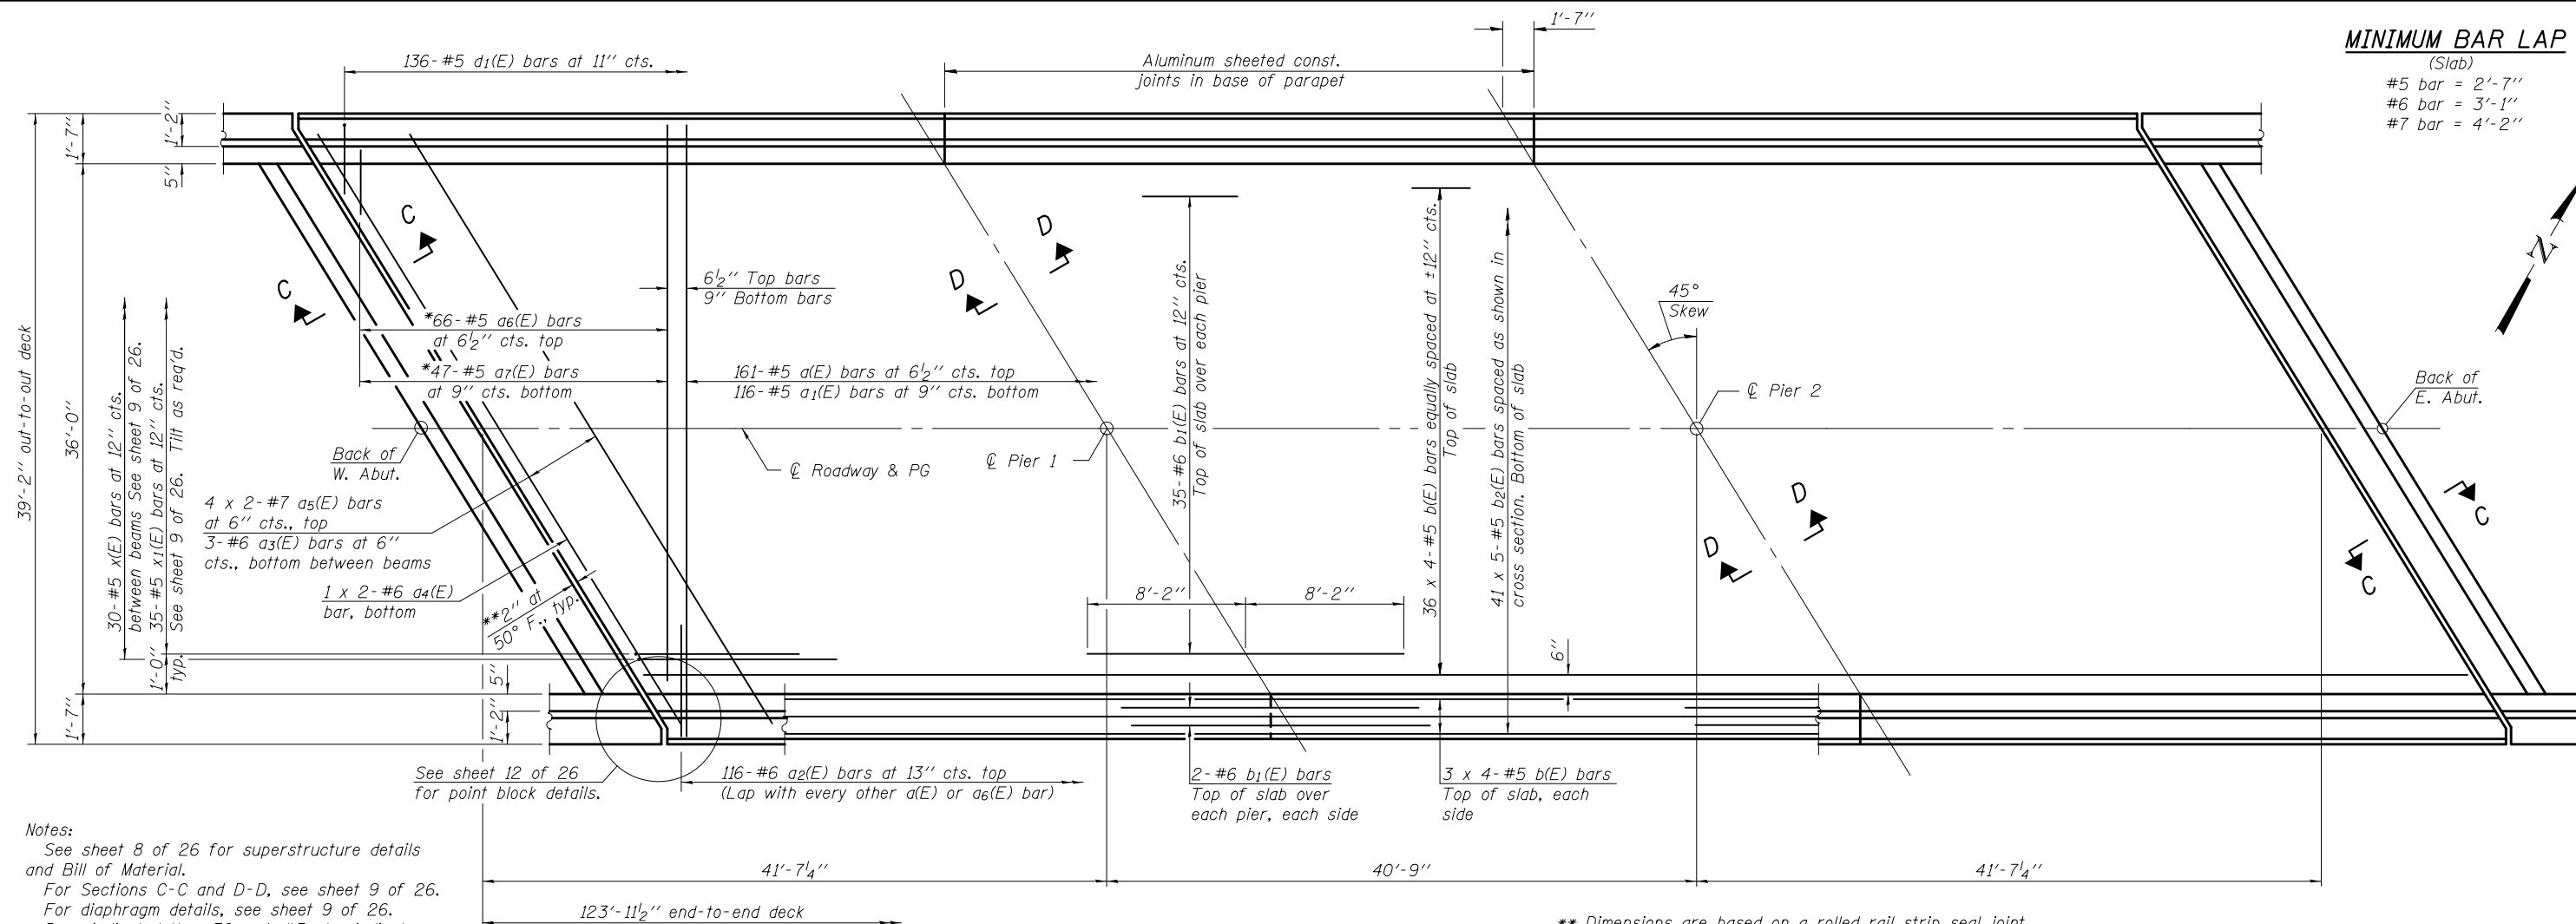 1'-7"
MINIMUM BAR LAP
(Slab)
#5 bar = 2'-7"
#6 bar = 3'-1"
#7 bar = 4'-2"
136-#5 d1(E) bars at 11" cts.
Aluminum sheeted const.
joints in base of parapet
1'-7"
1'-2"
5"
39'-2" out-to-out deck
36'-0"
30-#5 x(E) bars at 12" cts.
between beams See sheet 9 of 26.
35-#5 x1(E) bars at 12" cts.
See sheet 9 of 26. Tilt as req'd.
1'-0"
typ.
C
C
D
D
6½" Top bars
9" Bottom bars
*66-#5 a6(E) bars
at 6½" cts. top
*47-#5 a7(E) bars
at 9" cts. bottom
161-#5 a(E) bars at 6½" cts. top
116-#5 a1(E) bars at 9" cts. bottom
35-#6 b1(E) bars at 12" cts.
Top of slab over each pier
36 x 4-#5 b(E) bars equally spaced at ±12" cts.
Top of slab
41 x 5-#5 b2(E) bars spaced as shown in
cross section. Bottom of slab
45°
Skew
N
℄ Pier 2
Back of
E. Abut.
Back of
W. Abut.
℄ Roadway & PG
℄ Pier 1
4 x 2-#7 a5(E) bars
at 6" cts., top
3-#6 a3(E) bars at 6"
cts., bottom between beams
1 x 2-#6 a4(E)
bar, bottom
**2" at
50° F., typ.
D
D
C
C
8'-2"
8'-2"
6"
5"
1'-2"
1'-7"
See sheet 12 of 26
for point block details.
116-#6 a2(E) bars at 13" cts. top
(Lap with every other a(E) or a6(E) bar)
2-#6 b1(E) bars
Top of slab over
each pier, each side
3 x 4-#5 b(E) bars
Top of slab, each
side
Notes:
See sheet 8 of 26 for superstructure details
and Bill of Material.
For Sections C-C and D-D, see sheet 9 of 26.
For diaphragm details, see sheet 9 of 26.
41'-7¼"
40'-9"
41'-7¼"
123'-11½" end-to-end deck
** Dimensions are based on a rolled rail strip seal joint